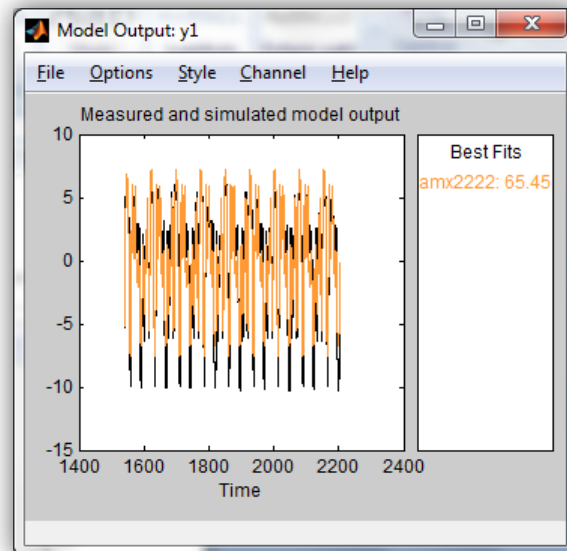 Model Output: y1
File Options Style Channel Help
Measured and simulated model output
10
5
0
-5
-10
-15
1400 1600 1800 2000 2200 2400
Time
Best Fits
amx2222: 65.45